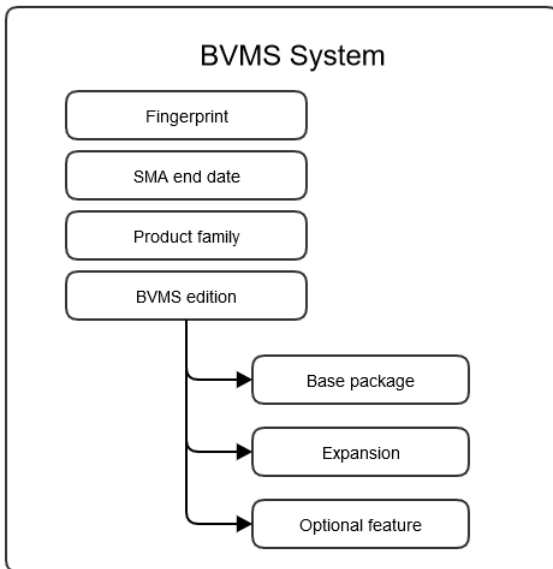 BVMS System
Fingerprint
SMA end date
Product family
BVMS edition
Base package
Expansion
Optional feature